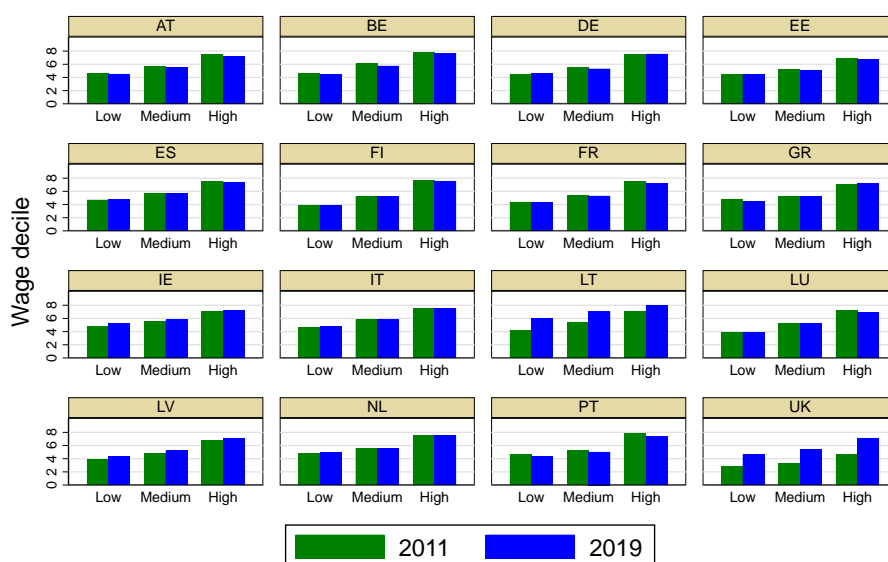 AT BE DE EE
0 2 4 6 8
Low Medium High Low Medium High Low Medium High Low Medium High
ES FI FR GR
0 2 4 6 8
Low Medium High Low Medium High Low Medium High Low Medium High
Wage decile
IE IT LT LU
0 2 4 6 8
Low Medium High Low Medium High Low Medium High Low Medium High
LV NL PT UK
0 2 4 6 8
Low Medium High Low Medium High Low Medium High Low Medium High
2011 2019